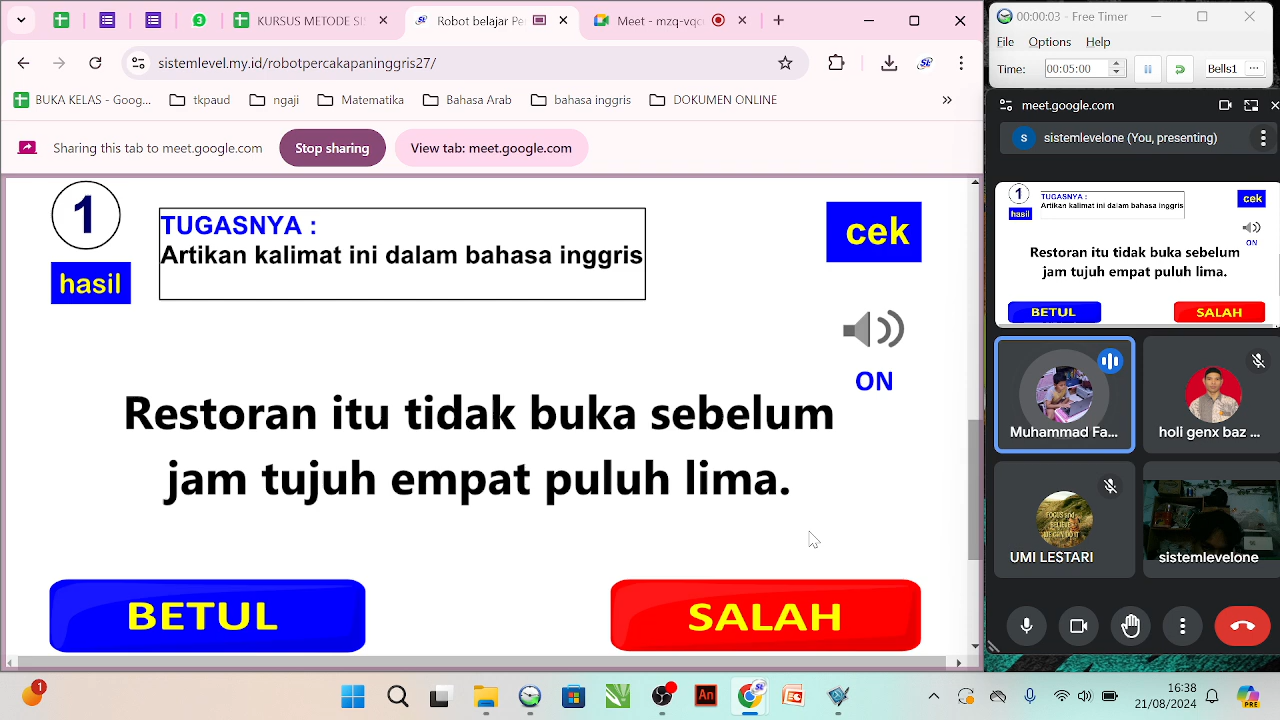 3
KURSUS METODE SI
Robot belajar Pe
Meet - mzq-vqc
sistemlevel.my.id/robotpercakapaninggris27/
BUKA KELAS - Goog...
tkpaud
ngaji
Matematika
Bahasa Arab
bahasa inggris
DOKUMEN ONLINE
»
Sharing this tab to meet.google.com
Stop sharing
View tab: meet.google.com
1
hasil
TUGASNYA :
Artikan kalimat ini dalam bahasa inggris
cek
ON
Restoran itu tidak buka sebelum
jam tujuh empat puluh lima.
BETUL
SALAH
00:00:03 - Free Timer
File Options Help
Time: 00:05:00 Bells1 ...
meet.google.com
S sistemlevelone (You, presenting)
1
hasil
TUGASNYA :
Artikan kalimat ini dalam bahasa inggris
cek
ON
Restoran itu tidak buka sebelum
jam tujuh empat puluh lima.
BETUL
SALAH
Muhammad Fa...
holi genx baz ...
UMI LESTARI
sistemlevelone
1
An
16:38
21/08/2024
PRE